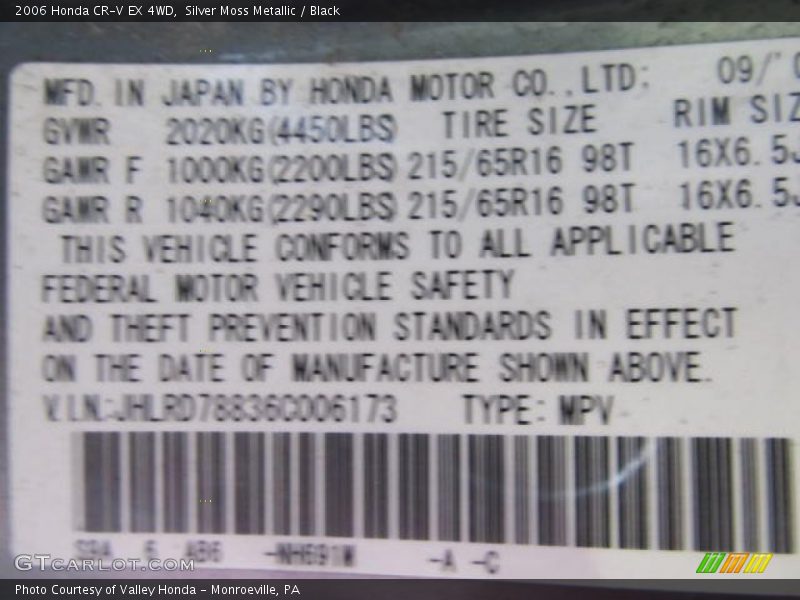 2006 Honda CR-V EX 4WD, Silver Moss Metallic / Black
MFD. IN JAPAN BY HONDA MOTOR CO., LTD: 09/
GVWR 2020KG(4450LBS) TIRE SIZE RIM SIZ
GAWR F 1000KG(2200LBS) 215/65R16 98T 16X6.5J
GAWR R 1040KG(2290LBS) 215/65R16 98T 16X6.5J
THIS VEHICLE CONFORMS TO ALL APPLICABLE
FEDERAL MOTOR VEHICLE SAFETY
AND THEFT PREVENTION STANDARDS IN EFFECT
ON THE DATE OF MANUFACTURE SHOWN ABOVE.
V.I.N.:JHLRD78836C006173 TYPE: MPV
S9A 6 AB6 -NH691M -A -C
GTCARLOT.COM
Photo Courtesy of Valley Honda - Monroeville, PA